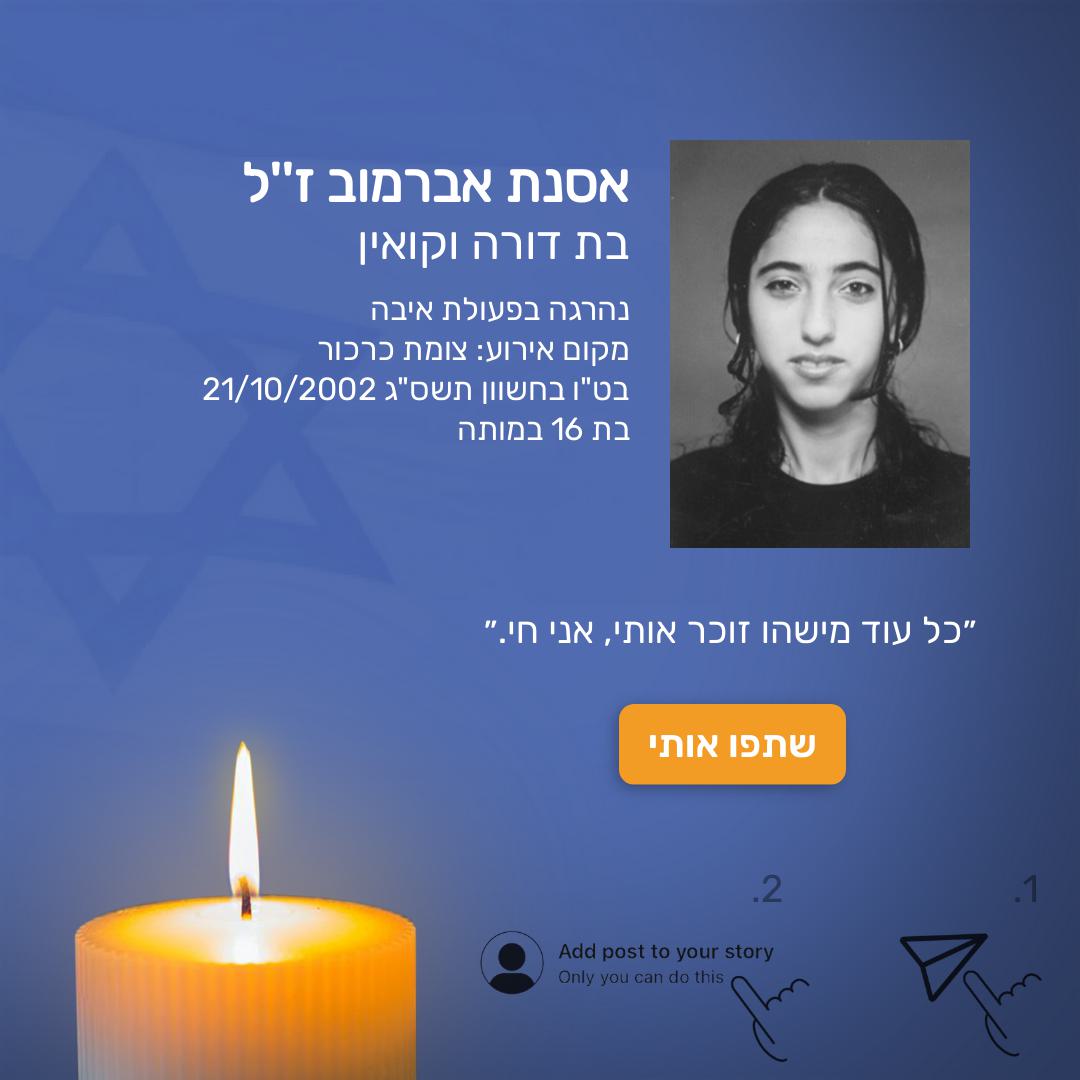 אסנת אברמוב ז"ל
בת דורה וקואין
נהרגה בפעולת איבה
מקום אירוע: צומת כרכור
בט"ו בחשוון תשס"ג 21/10/2002
בת 16 במותה
"כל עוד מישהו זוכר אותי, אני חי."
שתפו אותי
1.
2.
Add post to your story
Only you can do this